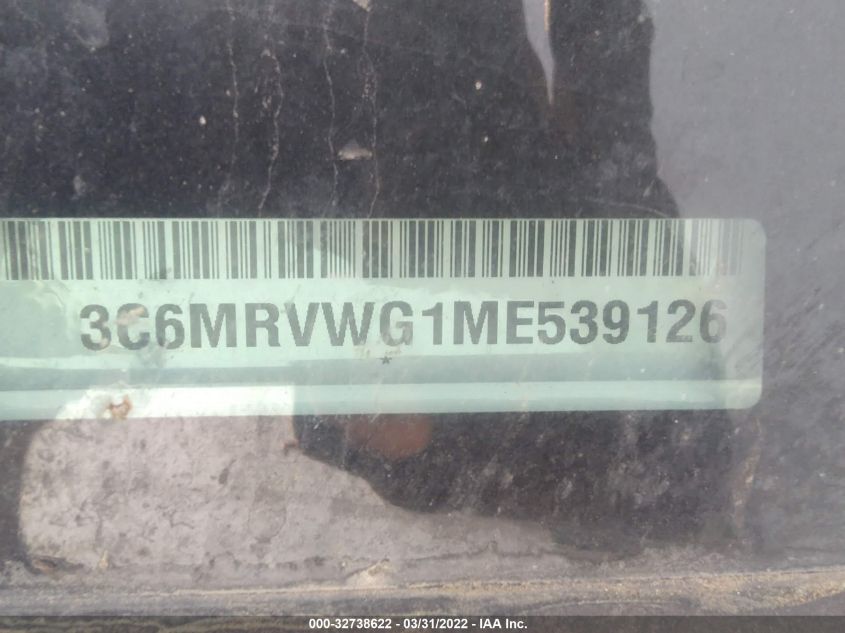 3C6MRVWG1ME539126
*
000-32738622 - 03/31/2022 - IAA Inc.